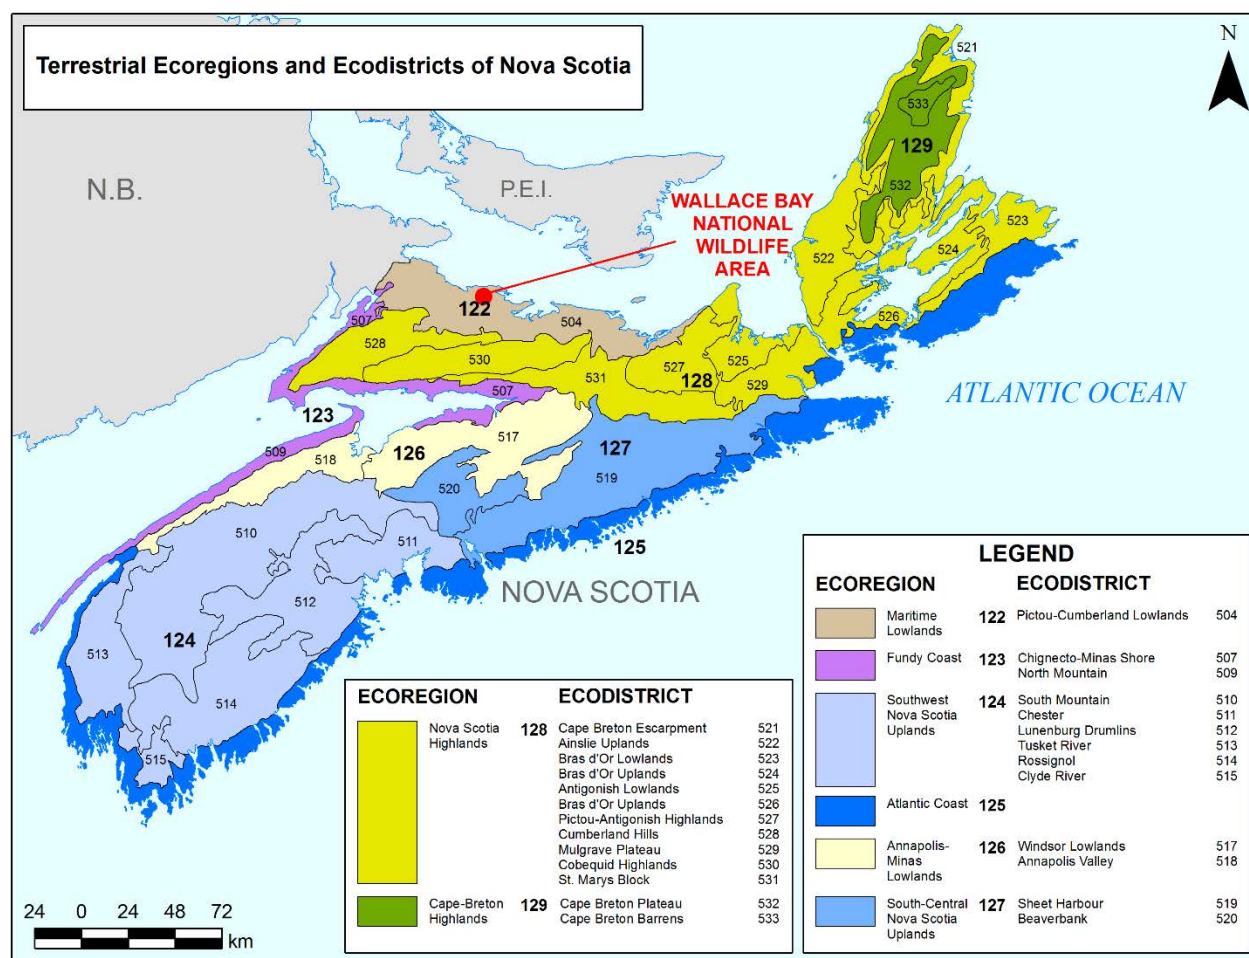 Terrestrial Ecoregions and Ecodistricts of Nova Scotia
N
521
533
129
N.B.
P.E.I.
532
WALLACE BAY
NATIONAL
WILDLIFE
AREA
523
524
522
122
507
504
526
528
530
527
525
531
128
529
507
ATLANTIC OCEAN
123
517
509
126
127
518
519
520
510
511
125
NOVA SCOTIA
512
124
513
514
515
LEGEND
ECOREGION ECODISTRICT
Maritime 122 Pictou-Cumberland Lowlands 504
Lowlands
Fundy Coast 123 Chignecto-Minas Shore 507
North Mountain 509
Southwest 124 South Mountain 510
Nova Scotia Chester 511
Uplands Lunenburg Drumlins 512
Tusket River 513
Rossignol 514
Clyde River 515
Atlantic Coast 125
Annapolis- 126 Windsor Lowlands 517
Minas Annapolis Valley 518
Lowlands
South-Central 127 Sheet Harbour 519
Nova Scotia Beaverbank 520
Uplands
ECOREGION ECODISTRICT
Nova Scotia 128 Cape Breton Escarpment 521
Highlands Ainslie Uplands 522
Bras d'Or Lowlands 523
Bras d'Or Uplands 524
Antigonish Lowlands 525
Bras d'Or Uplands 526
Pictou-Antigonish Highlands 527
Cumberland Hills 528
Mulgrave Plateau 529
Cobequid Highlands 530
St. Marys Block 531
Cape-Breton 129 Cape Breton Plateau 532
Highlands Cape Breton Barrens 533
24 0 24 48 72
km